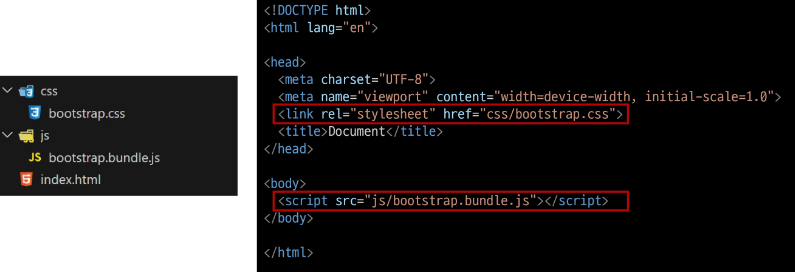 css
bootstrap.css
js
JS bootstrap.bundle.js
index.html
<!DOCTYPE html>
<html lang="en">
<head>
<meta charset="UTF-8">
<meta name="viewport" content="width=device-width, initial-scale=1.0">
<link rel="stylesheet" href="css/bootstrap.css">
<title>Document</title>
</head>
<body>
<script src="js/bootstrap.bundle.js"></script>
</body>
</html>